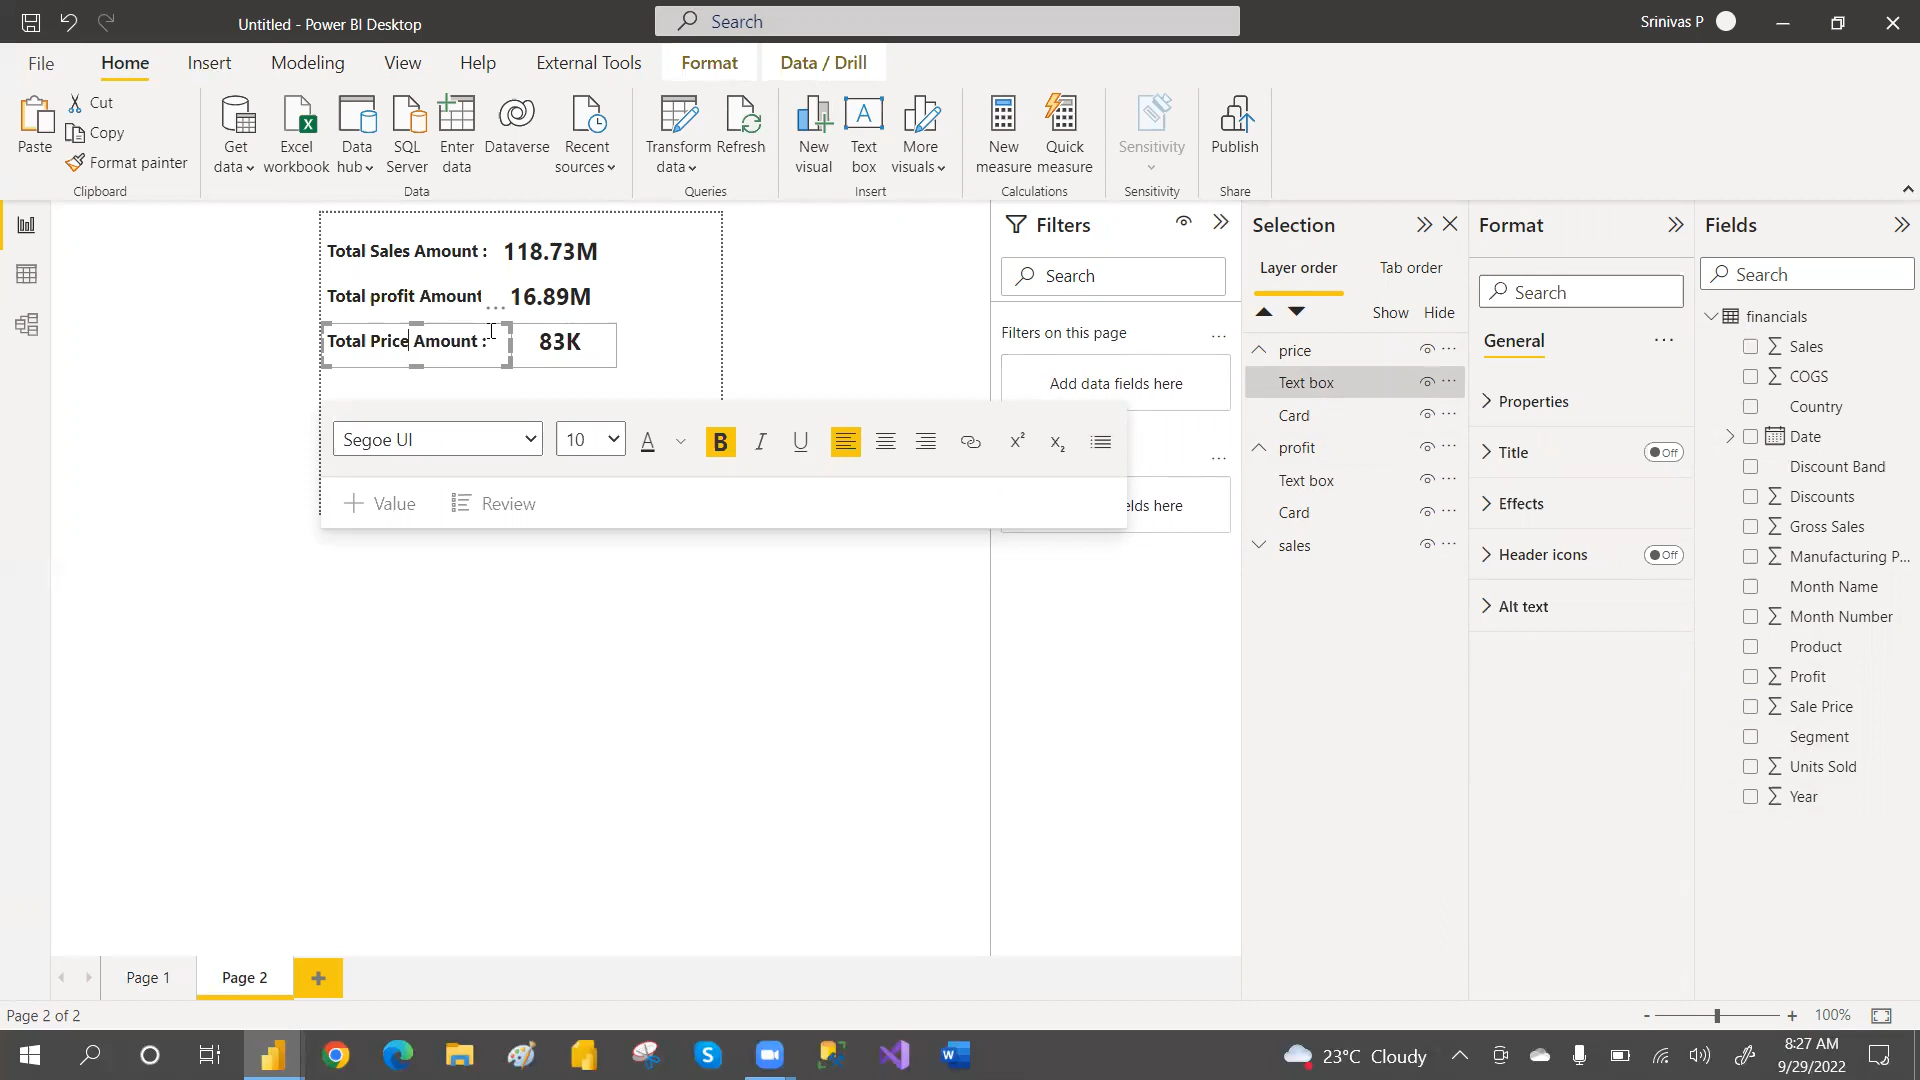 Untitled - Power BI Desktop
Search
Srinivas P
File
Home
Insert
Modeling
View
Help
External Tools
Format
Data / Drill
Paste
Cut
Copy
Format painter
Clipboard
Get data
Excel workbook
Data hub
SQL Server
Enter data
Dataverse
Recent sources
Data
Transform data
Refresh
Queries
New visual
Text box
More visuals
Insert
New measure
Quick measure
Calculations
Sensitivity
Sensitivity
Publish
Share
Total Sales Amount : 118.73M
Total profit Amount 16.89M
Total Price Amount : 83K
Segoe UI
10
A
B
I
U
Value
Review
Filters
Search
Filters on this page
Add data fields here
elds here
Selection
Layer order
Tab order
Show
Hide
price
Text box
Card
profit
Text box
Card
sales
Format
Search
General
Properties
Title
Off
Effects
Header icons
Off
Alt text
Fields
Search
financials
Sales
COGS
Country
Date
Discount Band
Discounts
Gross Sales
Manufacturing P...
Month Name
Month Number
Product
Profit
Sale Price
Segment
Units Sold
Year
Page 1
Page 2
Page 2 of 2
100%
23°C Cloudy
8:27 AM
9/29/2022